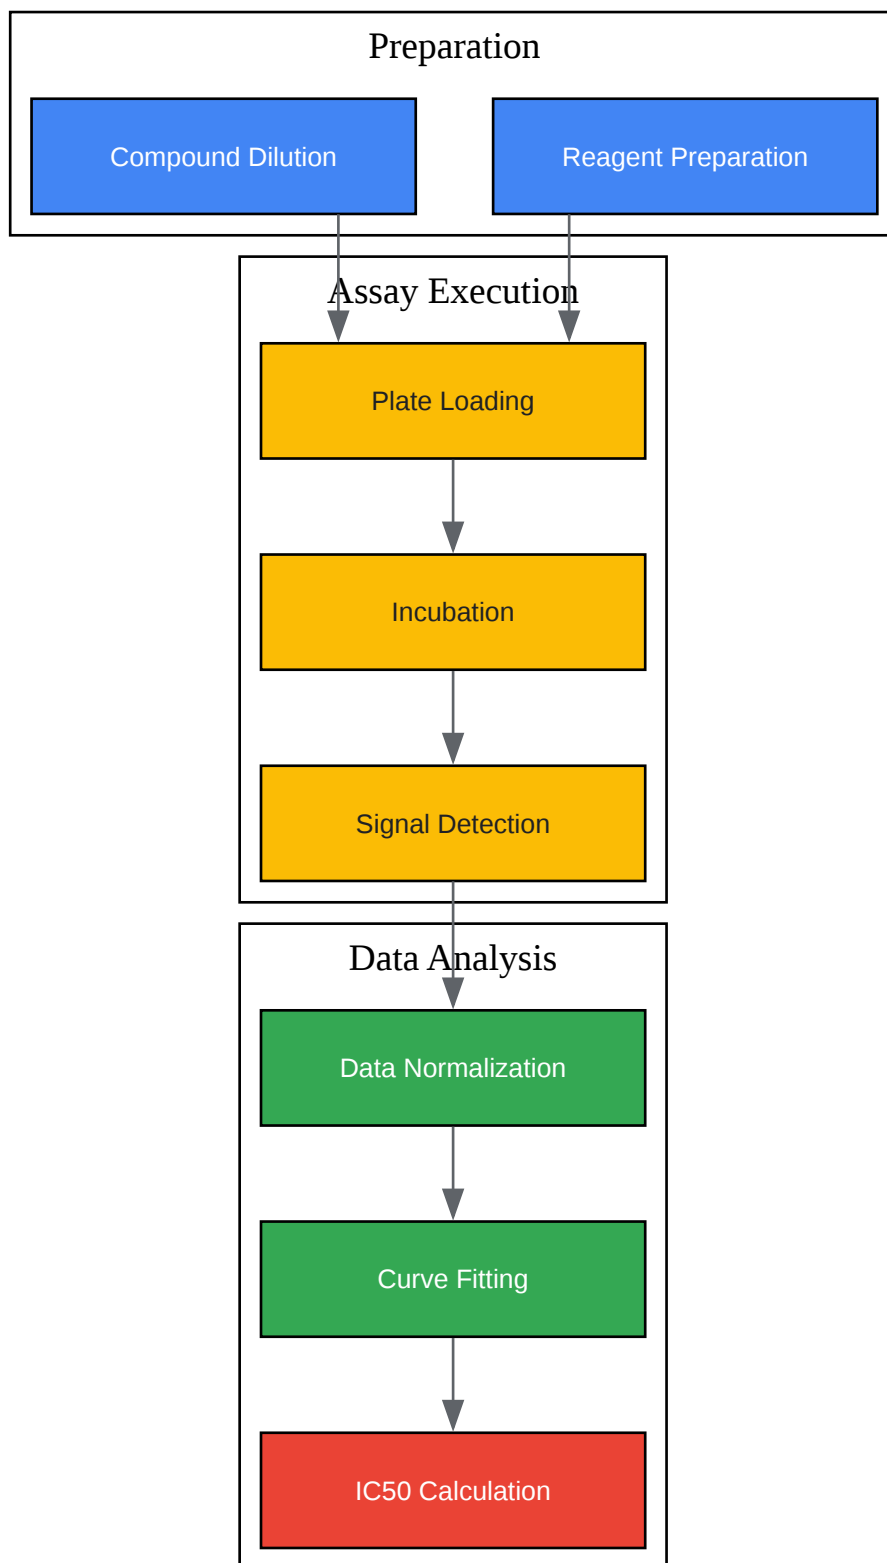 Preparation
Compound Dilution
Reagent Preparation
Assay Execution
Plate Loading
Incubation
Signal Detection
Data Analysis
Data Normalization
Curve Fitting
IC50 Calculation